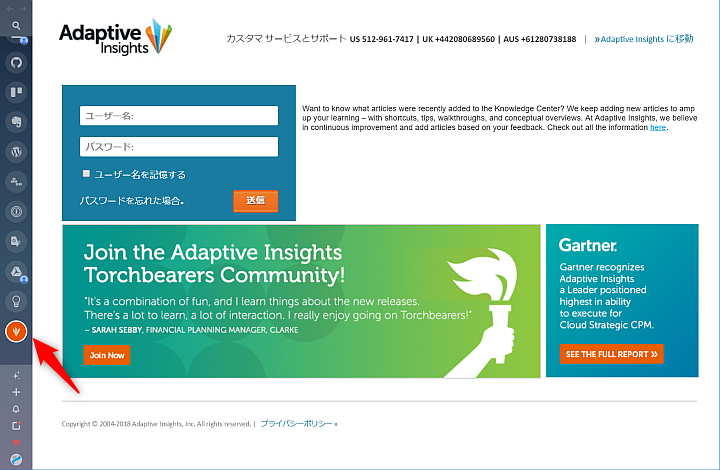 Adaptive
Insights
カスタマ サービスとサポート US 512-961-7417 | UK +442080689560 | AUS +61280738188 | »Adaptive Insights に移動
ユーザー名:
パスワード:
ユーザー名を記憶する
パスワードを忘れた場合。
送信
Want to know what articles were recently added to the Knowledge Center? We keep adding new articles to amp
up your learning – with shortcuts, tips, walkthroughs, and conceptual overviews. At Adaptive Insights, we believe
in continuous improvement and add articles based on your feedback. Check out all the information here.
Join the Adaptive Insights
Torchbearers Community!
"It's a combination of fun, and I learn things about the new releases.
There's a lot to learn, a lot of interaction. I really enjoy going on Torchbearers!"
– SARAH SEBBY, FINANCIAL PLANNING MANAGER, CLARKE
Join Now
Gartner.
Gartner recognizes
Adaptive Insights
a Leader positioned
highest in ability
to execute for
Cloud Strategic CPM.
SEE THE FULL REPORT »
Copyright © 2004-2018 Adaptive Insights, Inc. All rights reserved. | プライバシーポリシー »